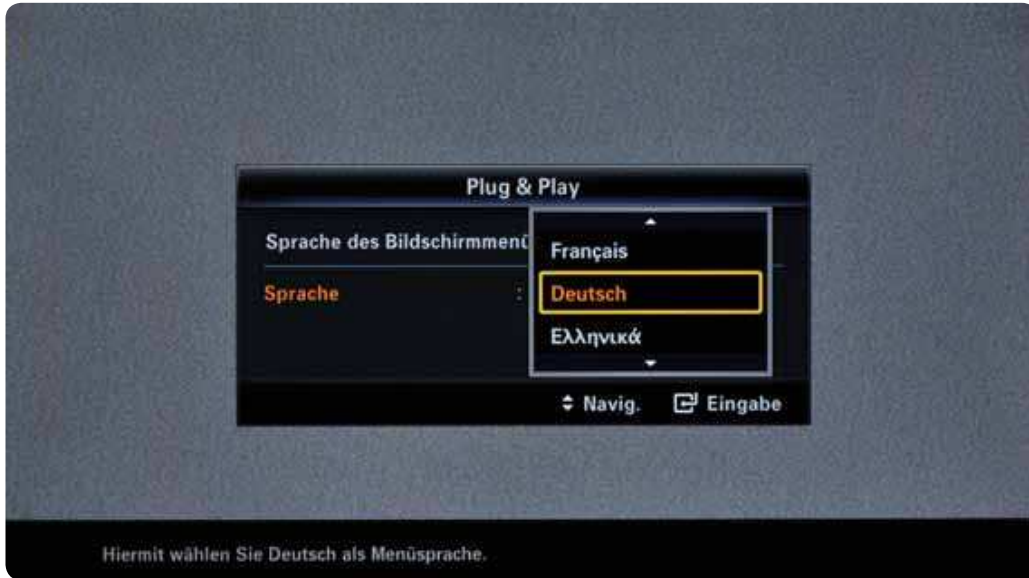 Plug & Play
Sprache des Bildschirmmenü
Français
Sprache :
Deutsch
Ελληνικά
Navig. Eingabe
Hiermit wählen Sie Deutsch als Menüsprache.